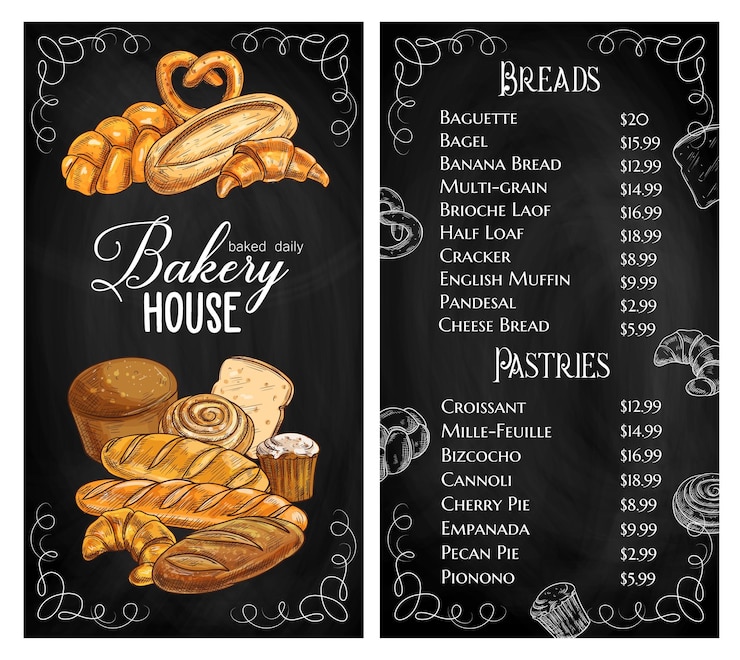 baked daily
Bakery
HOUSE
BREADS
BAGUETTE $20
BAGEL $15.99
BANANA BREAD $12.99
MULTI-GRAIN $14.99
BRIOCHE LAOF $16.99
HALF LOAF $18.99
CRACKER $8.99
ENGLISH MUFFIN $9.99
PANDESAL $2.99
CHEESE BREAD $5.99
PASTRIES
CROISSANT $12.99
MILLE-FEUILLE $14.99
BIZCOCHO $16.99
CANNOLI $18.99
CHERRY PIE $8.99
EMPANADA $9.99
PECAN PIE $2.99
PIONONO $5.99